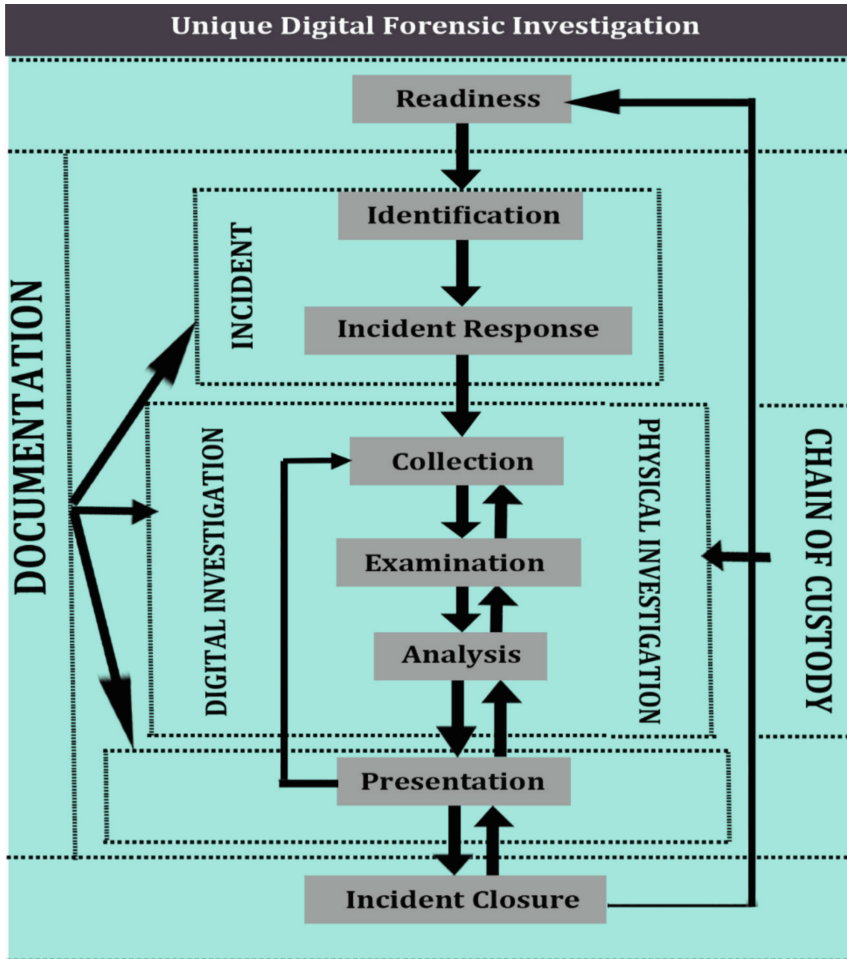 Unique Digital Forensic Investigation
Readiness
Identification
INCIDENT
Incident Response
DOCUMENTATION
Collection
DIGITAL INVESTIGATION
PHYSICAL INVESTIGATION
CHAIN OF CUSTODY
Examination
Analysis
Presentation
Incident Closure